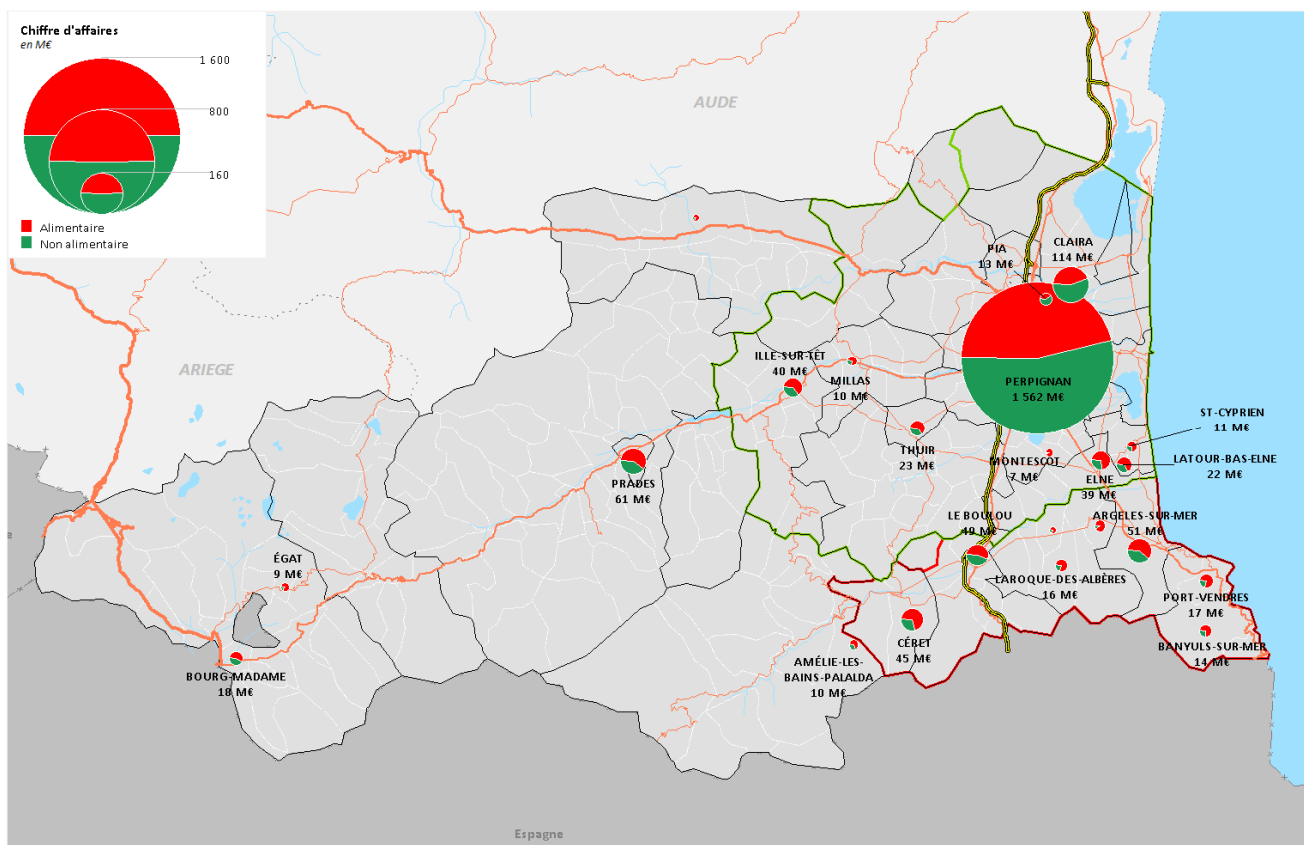 Chiffre d'affaires
en M€
1 600
800
160
Alimentaire
Non alimentaire
AUDE
ARIEGE
PIA
13 M€
CLAIRA
114 M€
PERPIGNAN
1 562 M€
ILLE-SUR-TÊT
40 M€
MILLAS
10 M€
ST-CYPRIEN
11 M€
LATOUR-BAS-ELNE
22 M€
THUIR
23 M€
MONTESCOT
7 M€
ELNE
39 M€
PRADES
61 M€
LE BOULOU
49 M€
ARGELES-SUR-MER
51 M€
ÉGAT
9 M€
LAROQUE-DES-ALBÈRES
16 M€
PORT-VENDRES
17 M€
BANYULS-SUR-MER
14 M€
CÉRET
45 M€
AMÉLIE-LES-
BAINS-PALALDA
10 M€
BOURG-MADAME
18 M€
Espagne